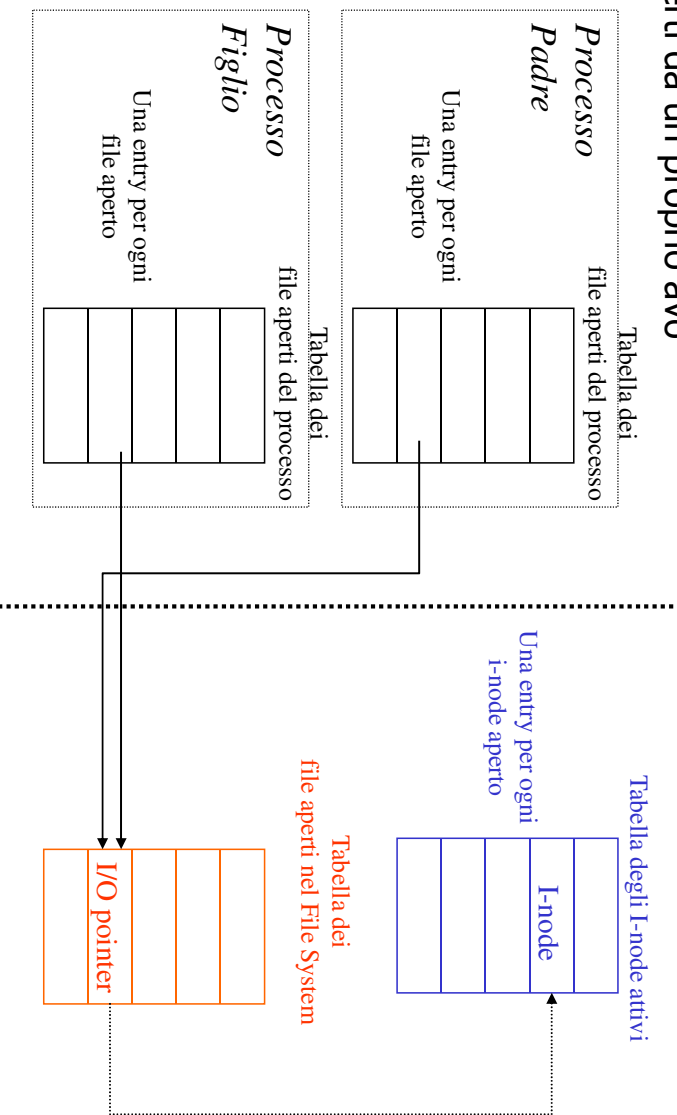 erti da un proprio avo
Processo
Padre
Tabella dei
file aperti del processo
Una entry per ogni
file aperto
Processo
Figlio
Tabella dei
file aperti del processo
Una entry per ogni
file aperto
Tabella degli I-node attivi
I-node
Una entry per ogni
i-node aperto
Tabella dei
file aperti nel File System
I/O pointer